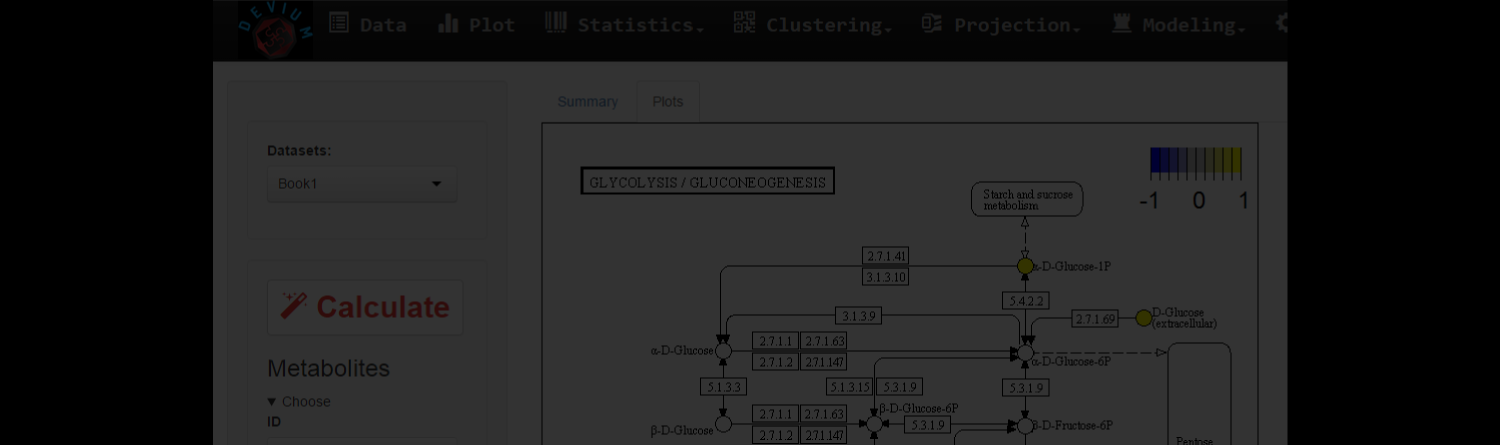 DEVIUM
Data
Plot
Statistics
Clustering
Projection
Modeling
Summary
Plots
Datasets:
Book1
Calculate
Metabolites
Choose
ID
GLYCOLYSIS / GLUCONEOGENESIS
-1 0 1
Starch and sucrose
metabolism
2.7.1.41
3.1.3.10
α-D-Glucose-1P
5.4.2.2
3.1.3.9
2.7.1.69
D-Glucose
(extracellular)
α-D-Glucose
2.7.1.1 2.7.1.63
2.7.1.2 2.7.1.147
α-D-Glucose-6P
5.1.3.3
5.1.3.15 5.3.1.9
5.3.1.9
β-D-Glucose-6P
β-D-Glucose
2.7.1.1 2.7.1.63
2.7.1.2 2.7.1.147
5.3.1.9
β-D-Fructose-6P
Pentose